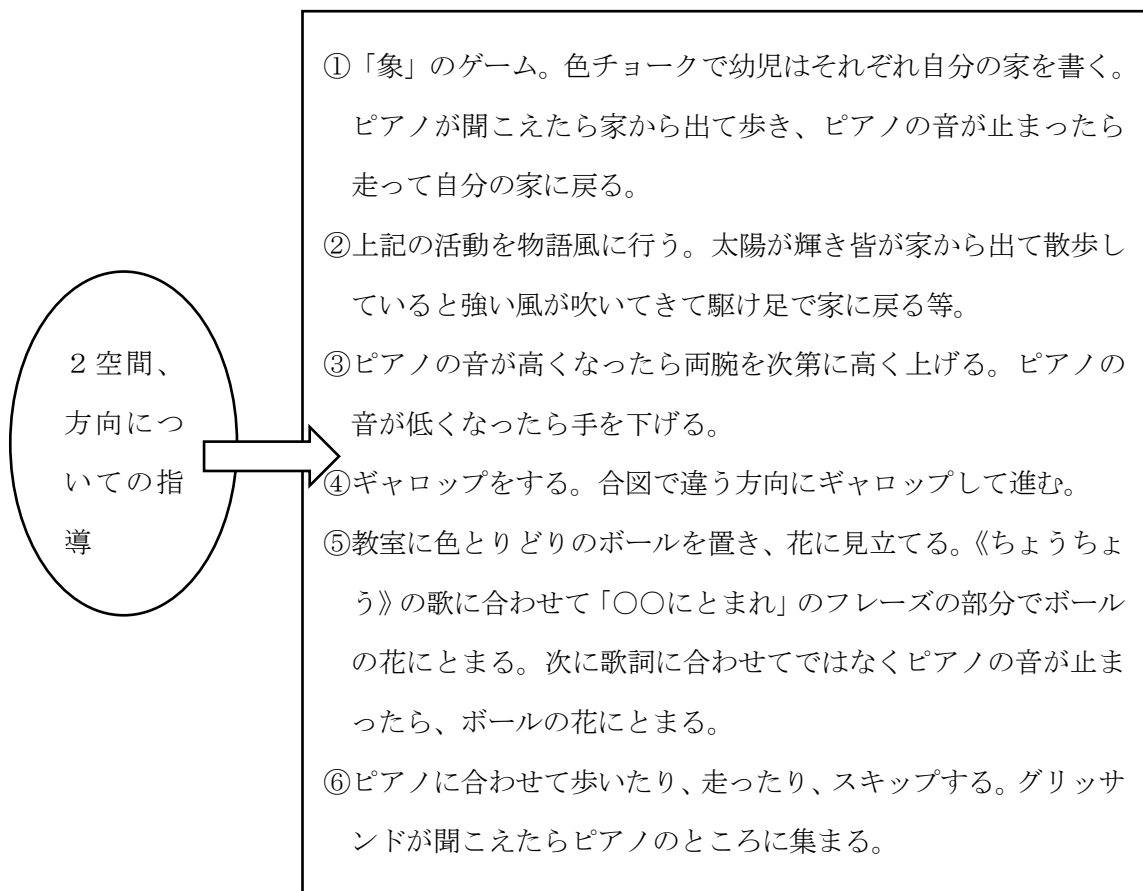 ２空間、
方向につ
いての指
導
①「象」のゲーム。色チョークで幼児はそれぞれ自分の家を書く。
ピアノが聞こえたら家から出て歩き、ピアノの音が止まったら
走って自分の家に戻る。
②上記の活動を物語風に行う。太陽が輝き皆が家から出て散歩し
ていると強い風が吹いてきて駆け足で家に戻る等。
③ピアノの音が高くなったら両腕を次第に高く上げる。ピアノの
音が低くなったら手を下げる。
④ギャロップをする。合図で違う方向にギャロップして進む。
⑤教室に色とりどりのボールを置き、花に見立てる。《ちょうちょ
う》の歌に合わせて「〇〇にとまれ」のフレーズの部分でボール
の花にとまる。次に歌詞に合わせてではなくピアノの音が止ま
ったら、ボールの花にとまる。
⑥ピアノに合わせて歩いたり、走ったり、スキップする。グリッサ
ンドが聞こえたらピアノのところに集まる。